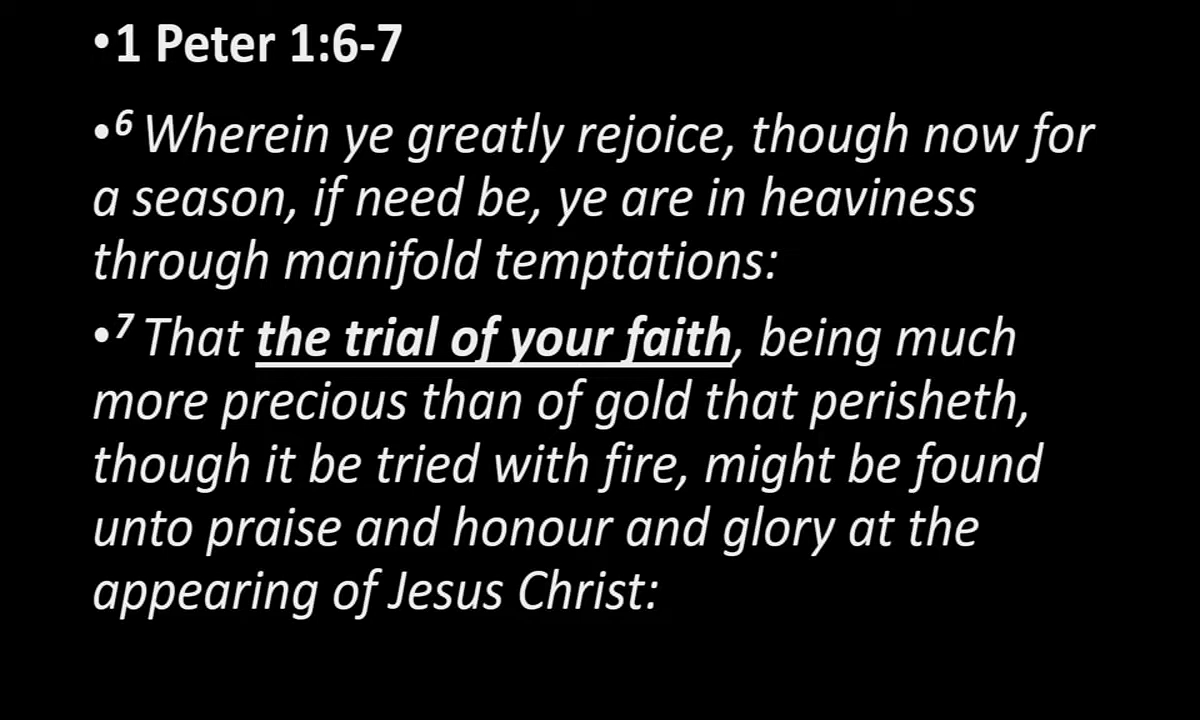 •1 Peter 1:6-7
•6 Wherein ye greatly rejoice, though now for
a season, if need be, ye are in heaviness
through manifold temptations:
•7 That the trial of your faith, being much
more precious than of gold that perisheth,
though it be tried with fire, might be found
unto praise and honour and glory at the
appearing of Jesus Christ: